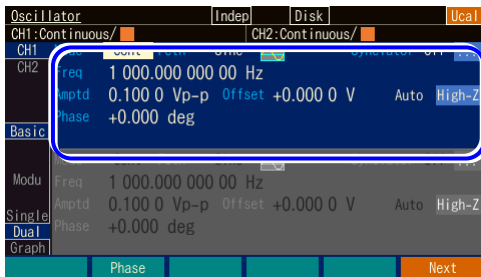 Oscillator Indep Disk Ucal
CH1:Continuous/ CH2:Continuous/
CH1
CH2
Freq 1 000.000 000 00 Hz
Amptd 0.100 0 Vp-p Offset +0.000 0 V Auto High-Z
Phase +0.000 deg
Basic
Modu Freq 1 000.000 000 00 Hz
Amptd 0.100 0 Vp-p Offset +0.000 0 V Auto High-Z
Single
Dual Phase +0.000 deg
Graph
Phase Next